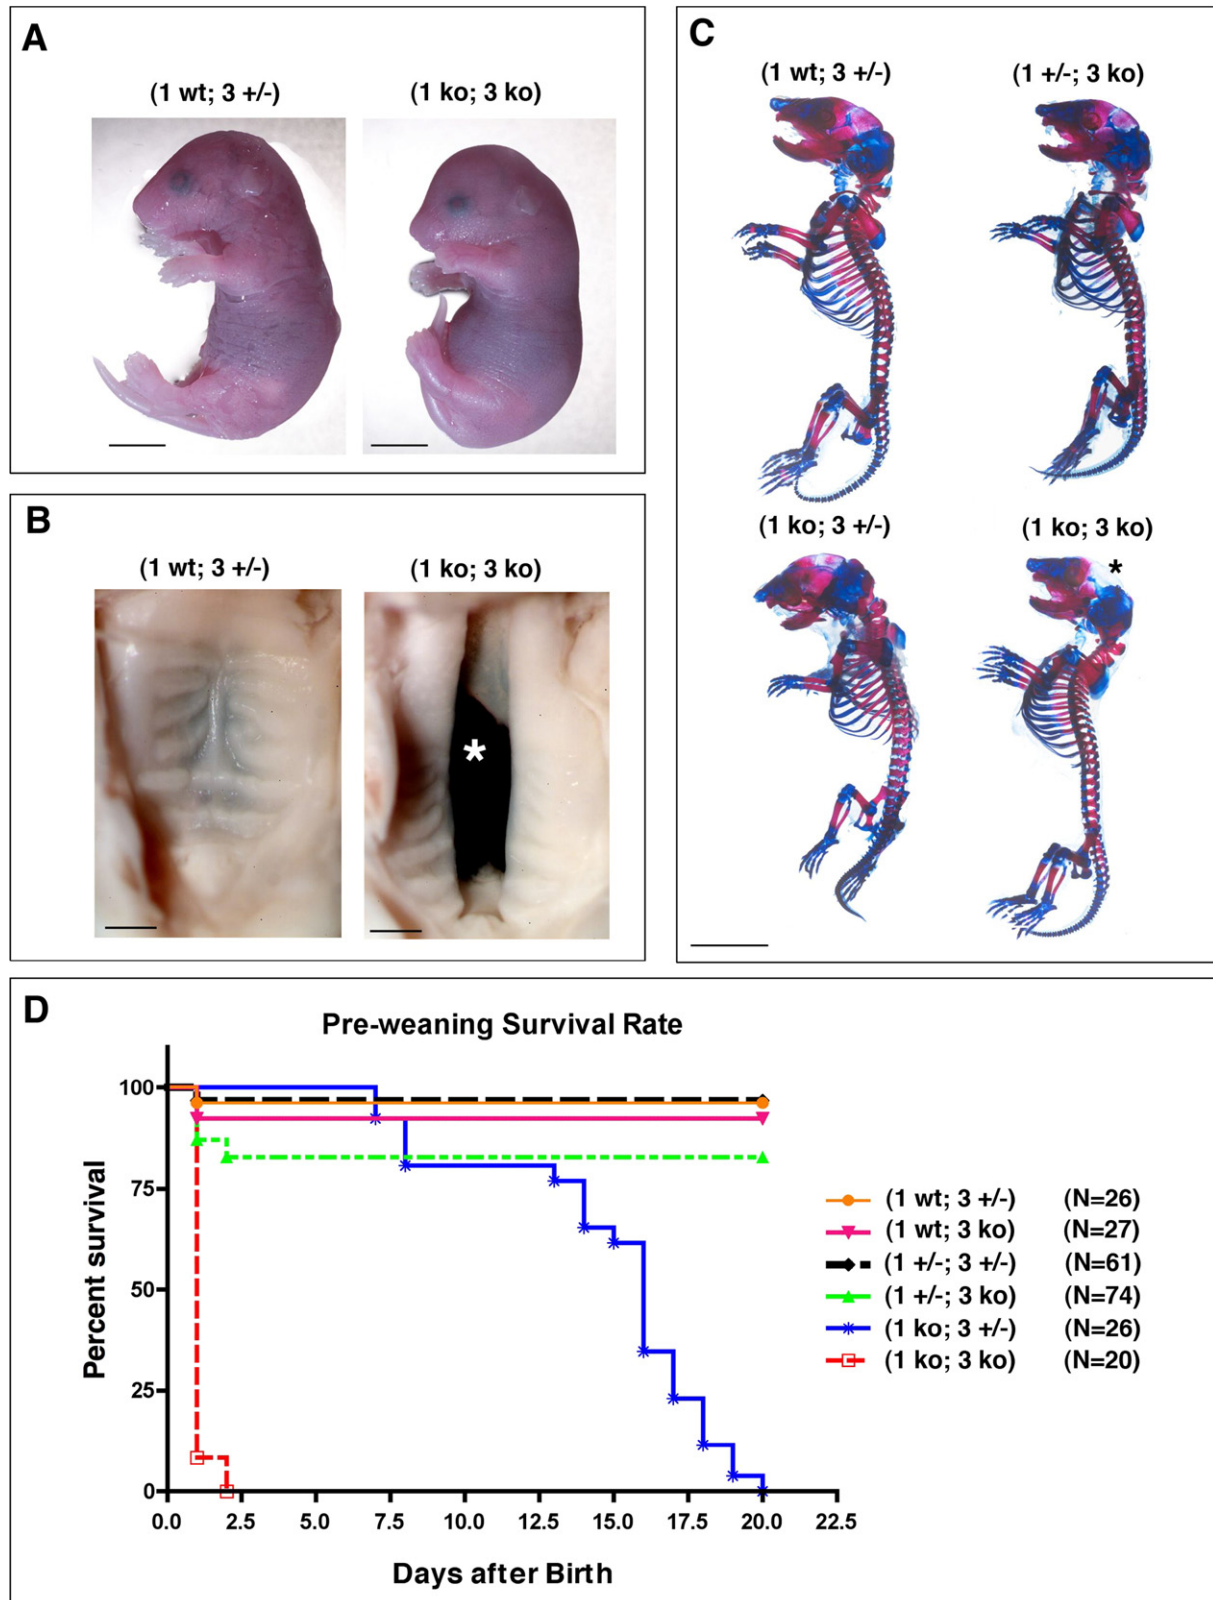 A
(1 wt; 3 +/-)
(1 ko; 3 ko)
B
(1 wt; 3 +/-)
(1 ko; 3 ko)
*
C
(1 wt; 3 +/-)
(1 +/-; 3 ko)
(1 ko; 3 +/-)
(1 ko; 3 ko)
*
D
Pre-weaning Survival Rate
Percent survival
100
75
50
25
0
0.0
2.5
5.0
7.5
10.0
12.5
15.0
17.5
20.0
22.5
Days after Birth
(1 wt; 3 +/-) (N=26)
(1 wt; 3 ko) (N=27)
(1 +/-; 3 +/-) (N=61)
(1 +/-; 3 ko) (N=74)
(1 ko; 3 +/-) (N=26)
(1 ko; 3 ko) (N=20)